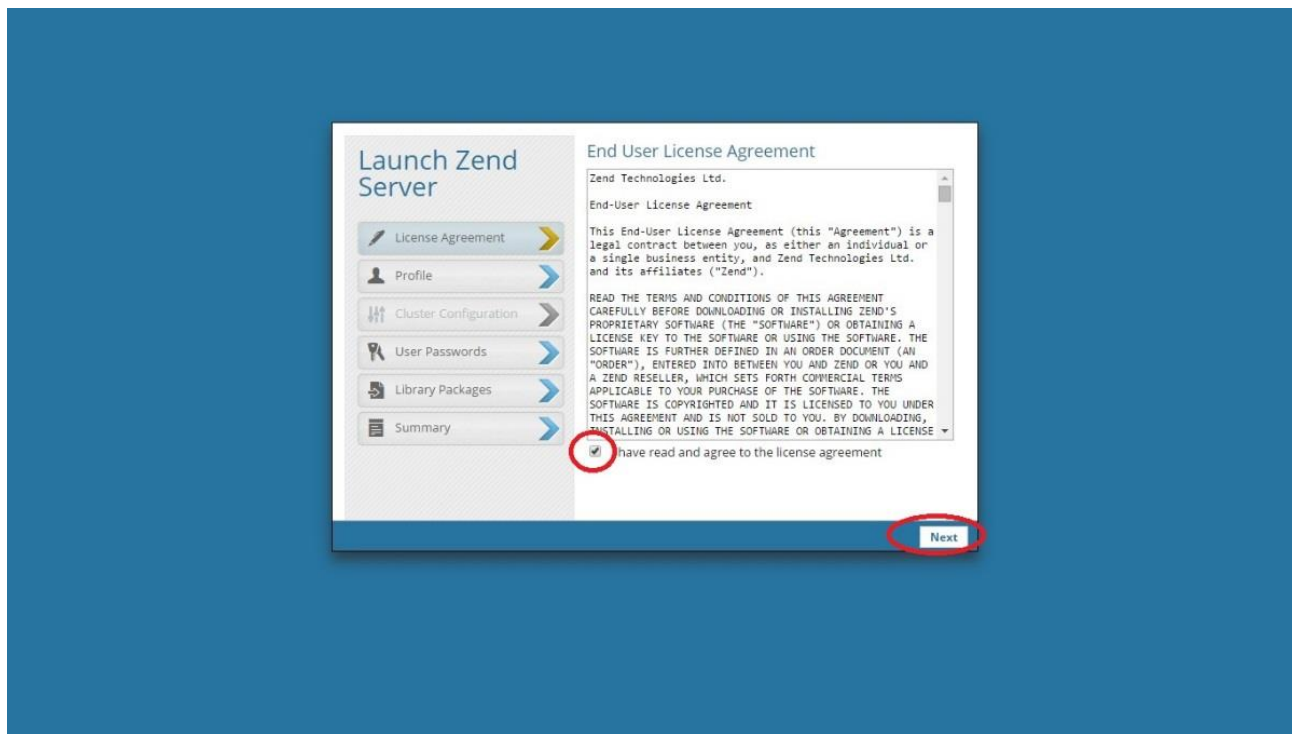 Launch Zend
Server
License Agreement
Profile
Cluster Configuration
User Passwords
Library Packages
Summary
End User License Agreement
Zend Technologies Ltd.
End-User License Agreement
This End-User License Agreement (this "Agreement") is a
legal contract between you, as either an individual or
a single business entity, and Zend Technologies Ltd.
and its affiliates ("Zend").
READ THE TERMS AND CONDITIONS OF THIS AGREEMENT
CAREFULLY BEFORE DOWNLOADING OR INSTALLING ZEND'S
PROPRIETARY SOFTWARE (THE "SOFTWARE") OR OBTAINING A
LICENSE KEY TO THE SOFTWARE OR USING THE SOFTWARE. THE
SOFTWARE IS FURTHER DEFINED IN AN ORDER DOCUMENT (AN
"ORDER"), ENTERED INTO BETWEEN YOU AND ZEND OR YOU AND
A ZEND RESELLER, WHICH SETS FORTH COMMERCIAL TERMS
APPLICABLE TO YOUR PURCHASE OF THE SOFTWARE. THE
SOFTWARE IS COPYRIGHTED AND IT IS LICENSED TO YOU UNDER
THIS AGREEMENT AND IS NOT SOLD TO YOU. BY DOWNLOADING,
INSTALLING OR USING THE SOFTWARE OR OBTAINING A LICENSE
have read and agree to the license agreement
Next